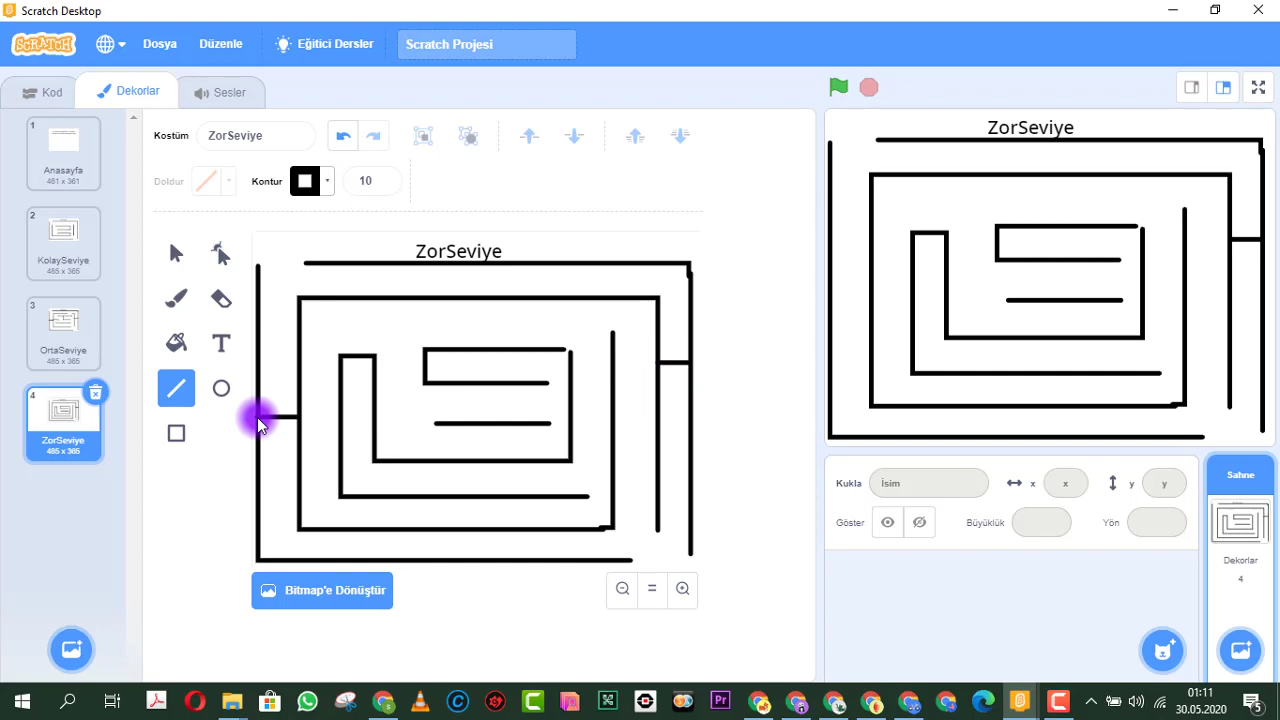 Scratch Desktop
SCRATCH
Dosya
Düzenle
Eğitici Dersler
Scratch Projesi
Kod
Dekorlar
Sesler
1
Anasayfa
481 x 361
2
KolaySeviye
485 x 365
3
OrtaSeviye
485 x 365
4
ZorSeviye
485 x 365
Kostüm
ZorSeviye
Doldur
Kontur
10
ZorSeviye
Bitmap'e Dönüştür
ZorSeviye
Kukla
İsim
x
x
y
y
Göster
Büyüklük
Yön
Sahne
Dekorlar
4
01:11
30.05.2020
5